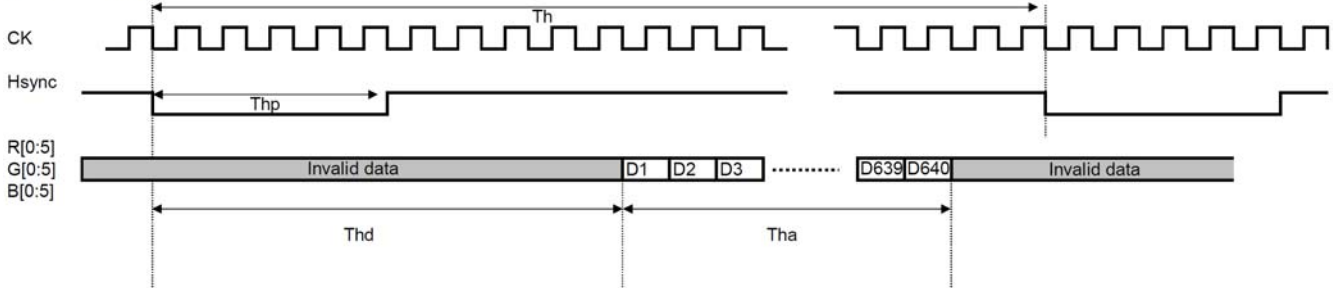 Th
CK
Hsync
Thp
R[0:5]
G[0:5]
B[0:5]
Invalid data D1 D2 D3 D639 D640 Invalid data
Thd Tha